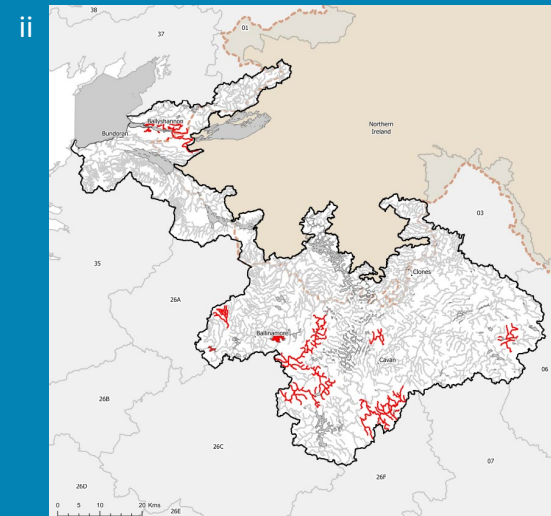 ii
38
37
01
Ballyshannon
Bundoran
Northern
Ireland
03
35
Clones
26A
Ballinamore
Cavan
06
26B
26C
07
26F
26D
26E
0 5 10 20 Kms